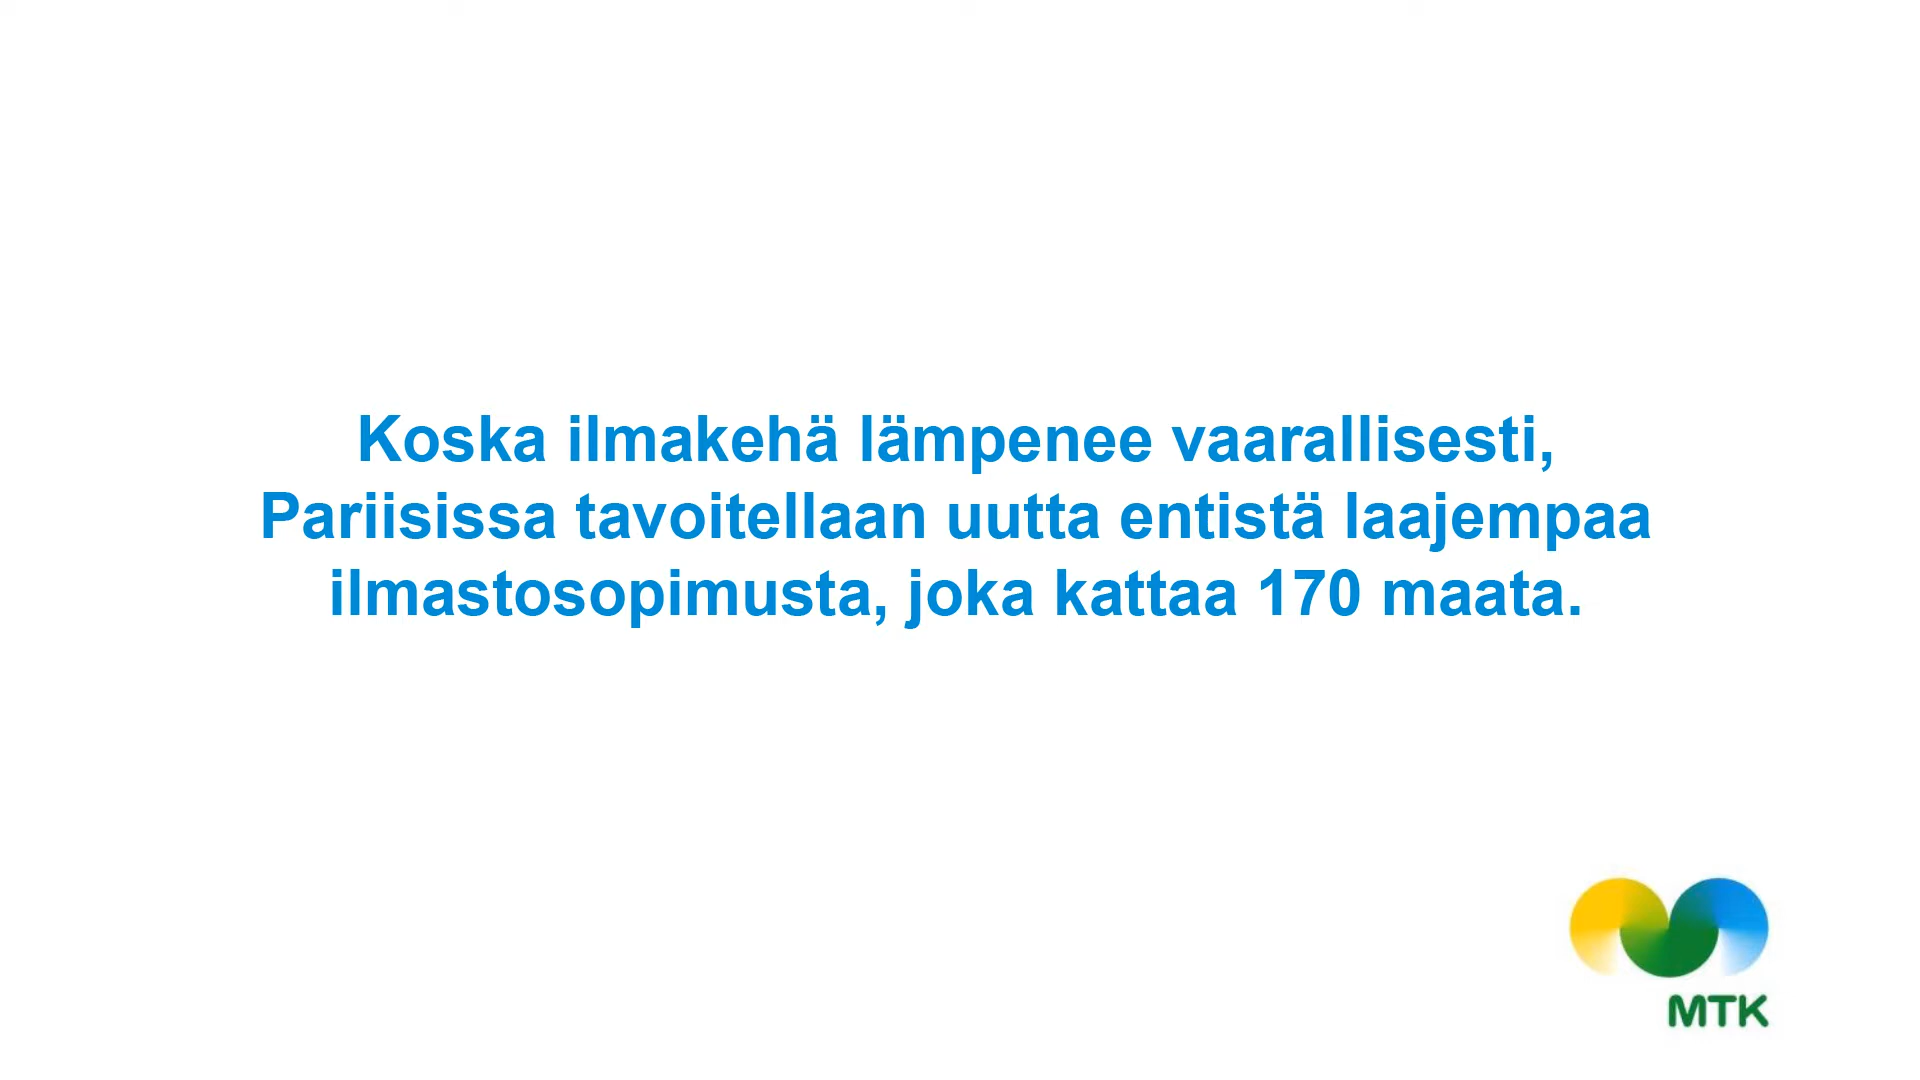 Koska ilmakehä lämpenee vaarallisesti,
Pariisissa tavoitellaan uutta entistä laajempaa
ilmastosopimusta, joka kattaa 170 maata.
MTK